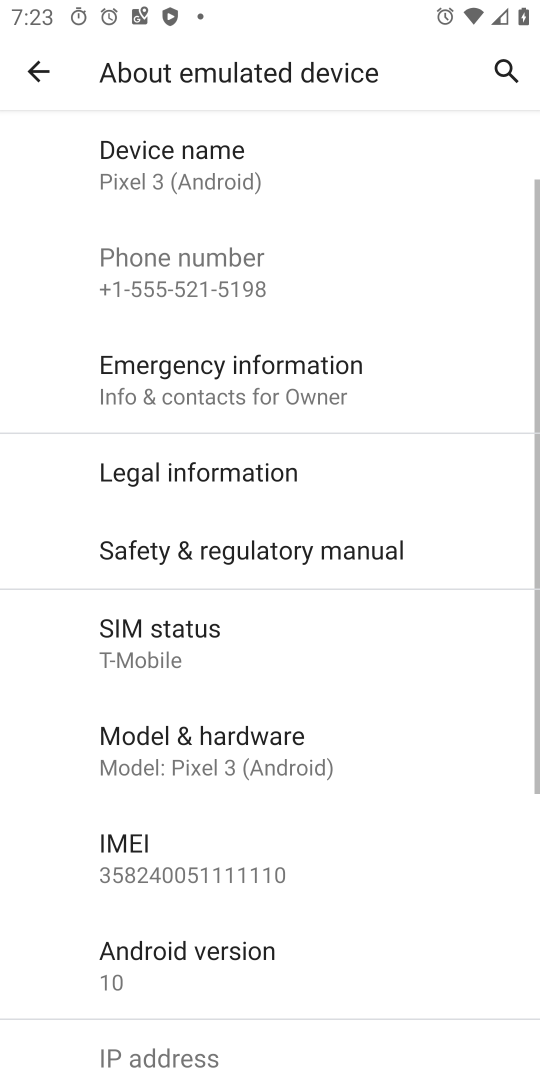 7:23
About emulated device
Device name
Pixel 3 (Android)
Phone number
+1-555-521-5198
Emergency information
Info & contacts for Owner
Legal information
Safety & regulatory manual
SIM status
T-Mobile
Model & hardware
Model: Pixel 3 (Android)
IMEI
358240051111110
Android version
10
IP address